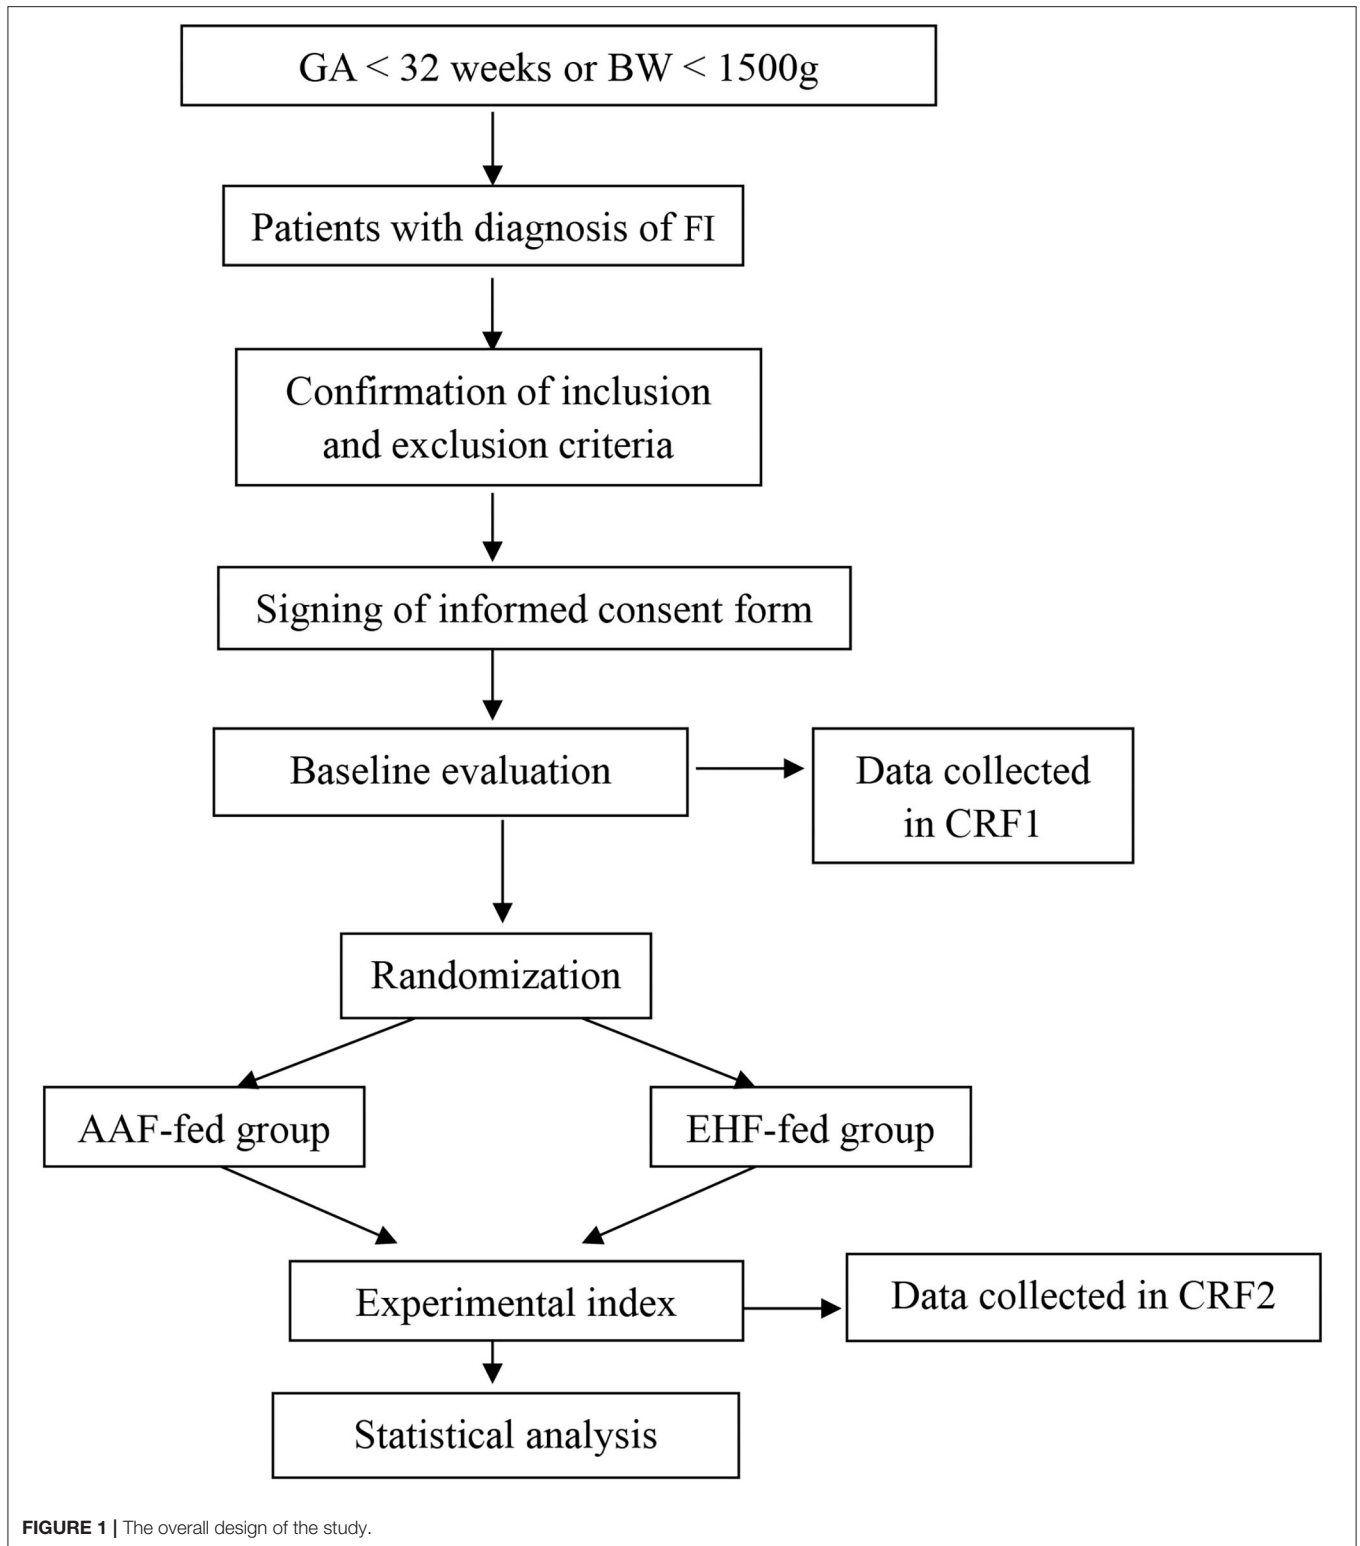 GA < 32 weeks or BW < 1500g
Patients with diagnosis of FI
Confirmation of inclusion
and exclusion criteria
Signing of informed consent form
Baseline evaluation
Data collected
in CRF1
Randomization
AAF-fed group
EHF-fed group
Experimental index
Data collected in CRF2
Statistical analysis
FIGURE 1 | The overall design of the study.